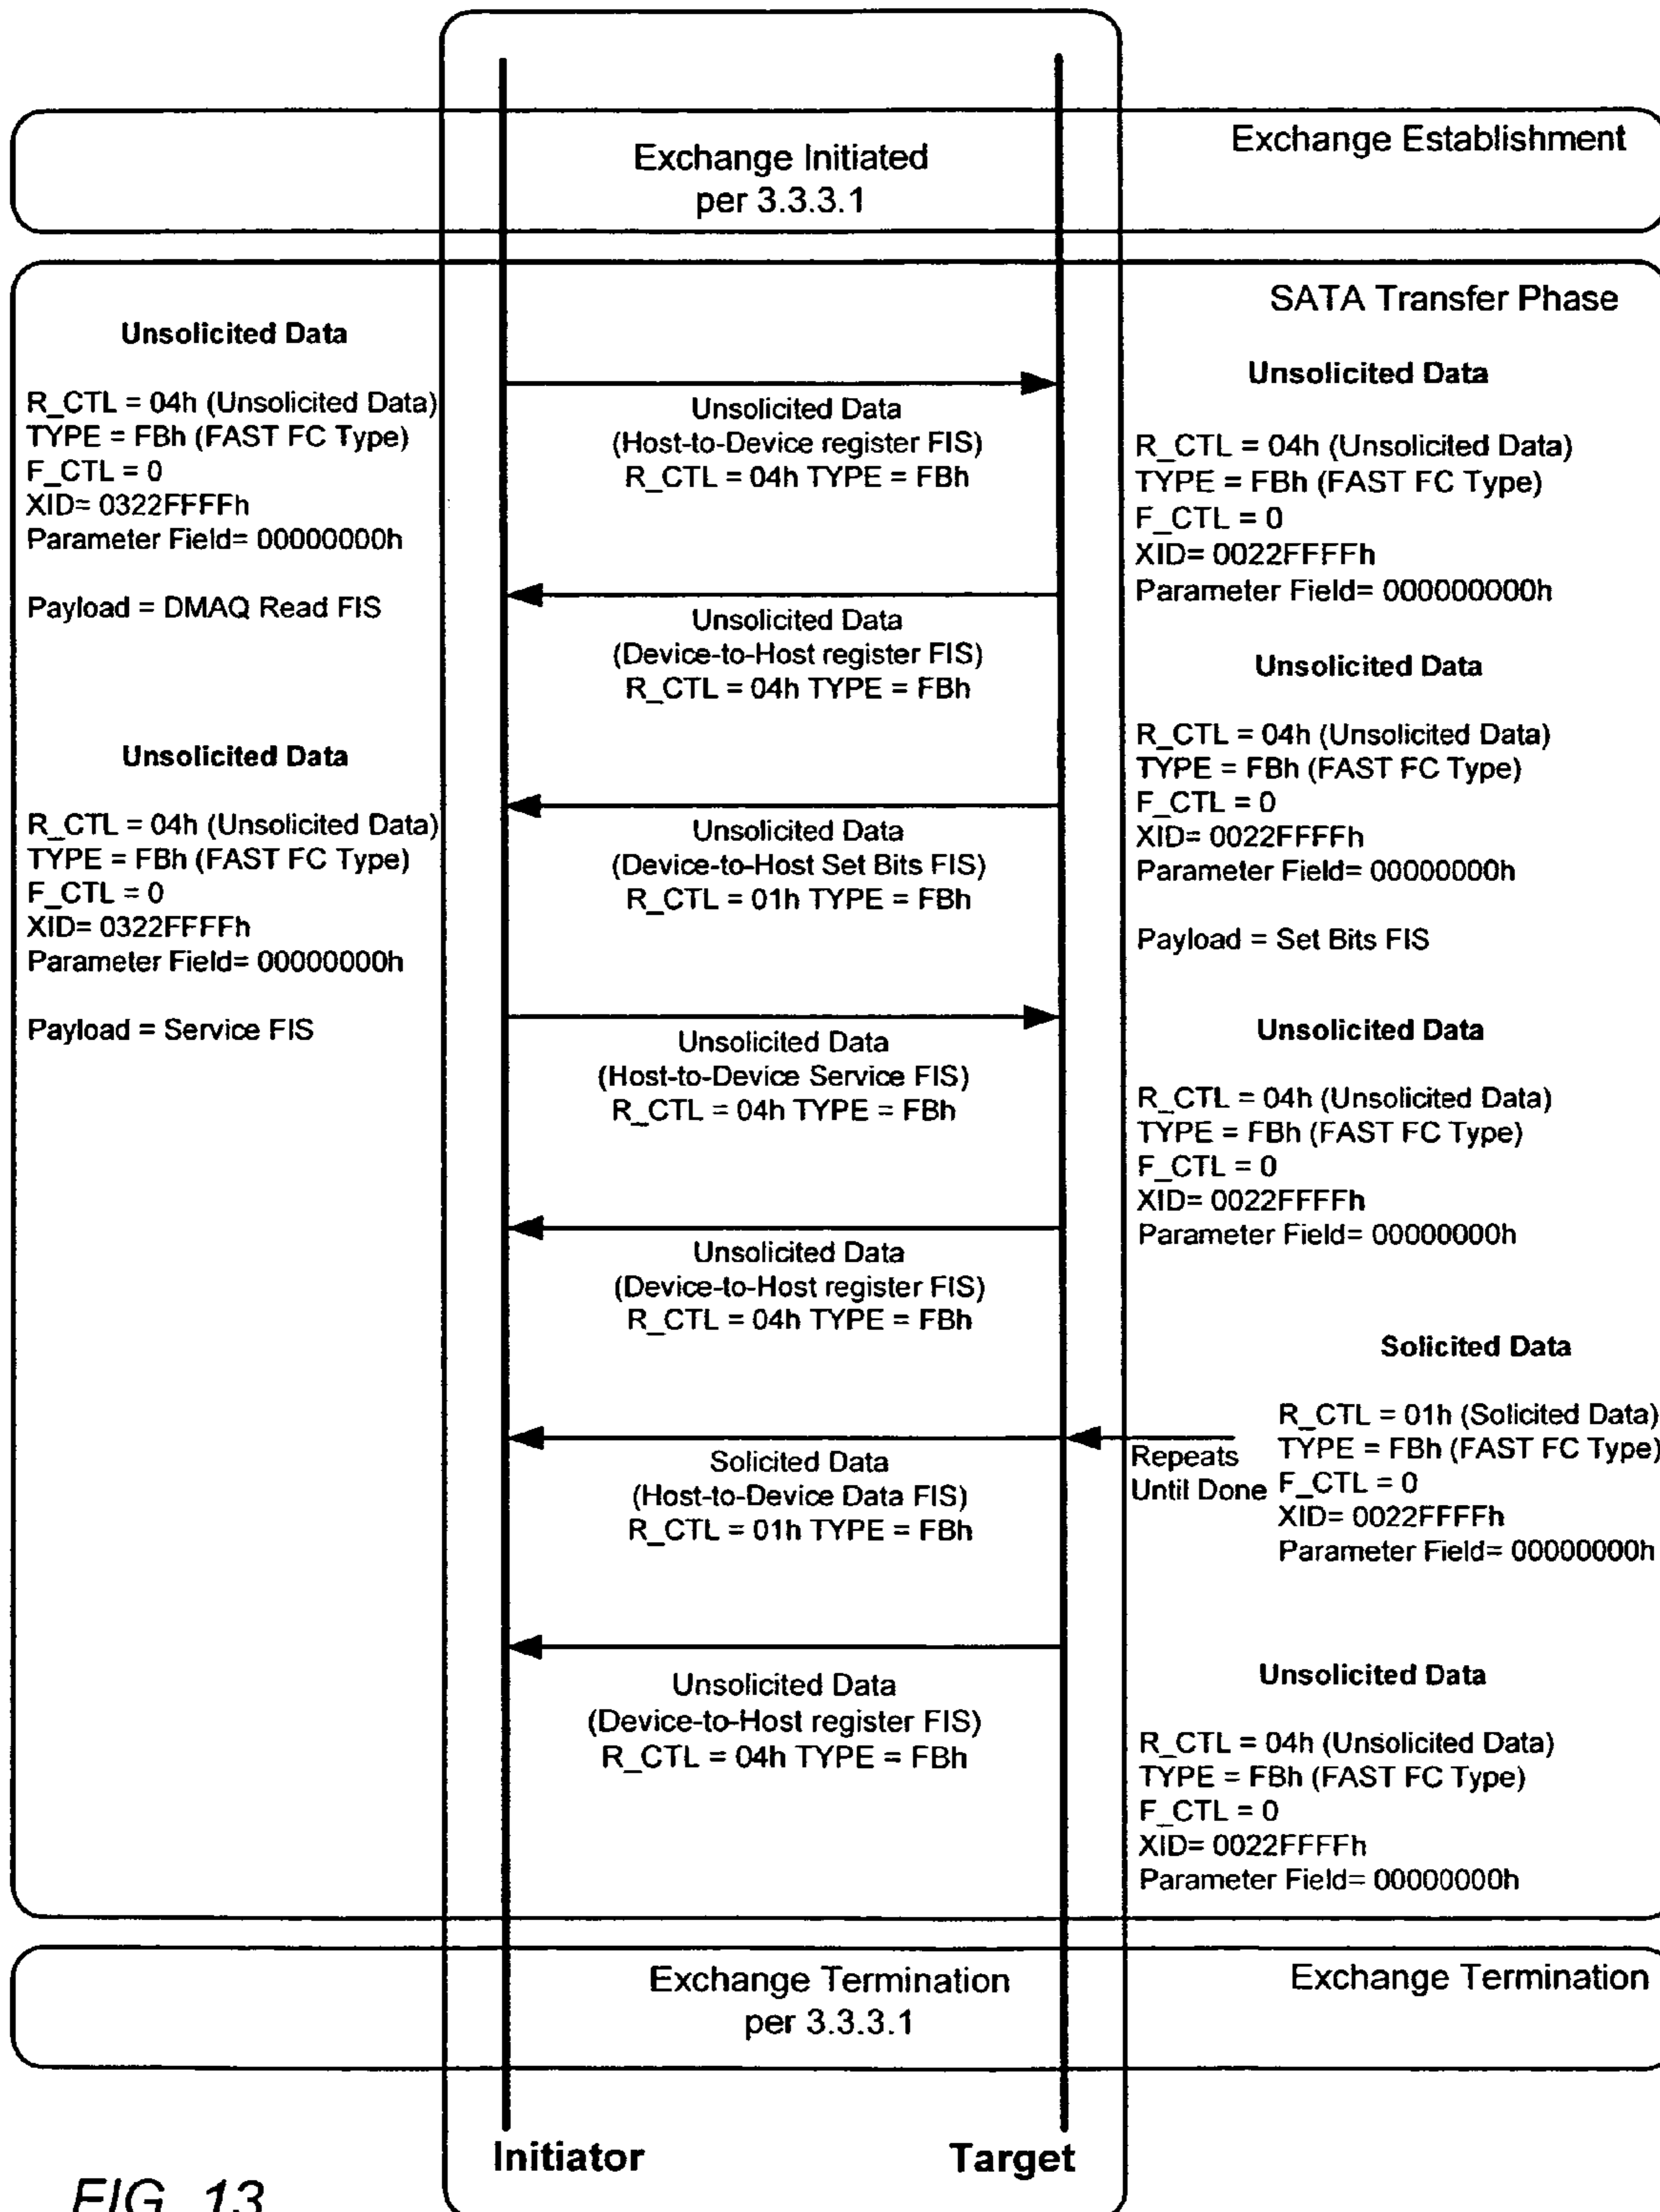 Exchange Initiated
per 3.3.3.1
Exchange Establishment
SATA Transfer Phase
Unsolicited Data
R_CTL = 04h (Unsolicited Data)
TYPE = FBh (FAST FC Type)
F_CTL = 0
XID= 0322FFFFh
Parameter Field= 00000000h
Payload = DMAQ Read FIS
Unsolicited Data
R_CTL = 04h (Unsolicited Data)
TYPE = FBh (FAST FC Type)
F_CTL = 0
XID= 0322FFFFh
Parameter Field= 00000000h
Payload = Service FIS
Unsolicited Data
(Host-to-Device register FIS)
R_CTL = 04h TYPE = FBh
Unsolicited Data
(Device-to-Host register FIS)
R_CTL = 04h TYPE = FBh
Unsolicited Data
(Device-to-Host Set Bits FIS)
R_CTL = 01h TYPE = FBh
Unsolicited Data
(Host-to-Device Service FIS)
R_CTL = 04h TYPE = FBh
Unsolicited Data
(Device-to-Host register FIS)
R_CTL = 04h TYPE = FBh
Solicited Data
(Host-to-Device Data FIS)
R_CTL = 01h TYPE = FBh
Unsolicited Data
(Device-to-Host register FIS)
R_CTL = 04h TYPE = FBh
Unsolicited Data
R_CTL = 04h (Unsolicited Data)
TYPE = FBh (FAST FC Type)
F_CTL = 0
XID= 0022FFFFh
Parameter Field= 000000000h
Unsolicited Data
R_CTL = 04h (Unsolicited Data)
TYPE = FBh (FAST FC Type)
F_CTL = 0
XID= 0022FFFFh
Parameter Field= 00000000h
Payload = Set Bits FIS
Unsolicited Data
R_CTL = 04h (Unsolicited Data)
TYPE = FBh (FAST FC Type)
F_CTL = 0
XID= 0022FFFFh
Parameter Field= 00000000h
Solicited Data
Repeats
Until Done
R_CTL = 01h (Solicited Data)
TYPE = FBh (FAST FC Type)
F_CTL = 0
XID= 0022FFFFh
Parameter Field= 00000000h
Unsolicited Data
R_CTL = 04h (Unsolicited Data)
TYPE = FBh (FAST FC Type)
F_CTL = 0
XID= 0022FFFFh
Parameter Field= 00000000h
Exchange Termination
per 3.3.3.1
Exchange Termination
Initiator
Target
FIG. 13